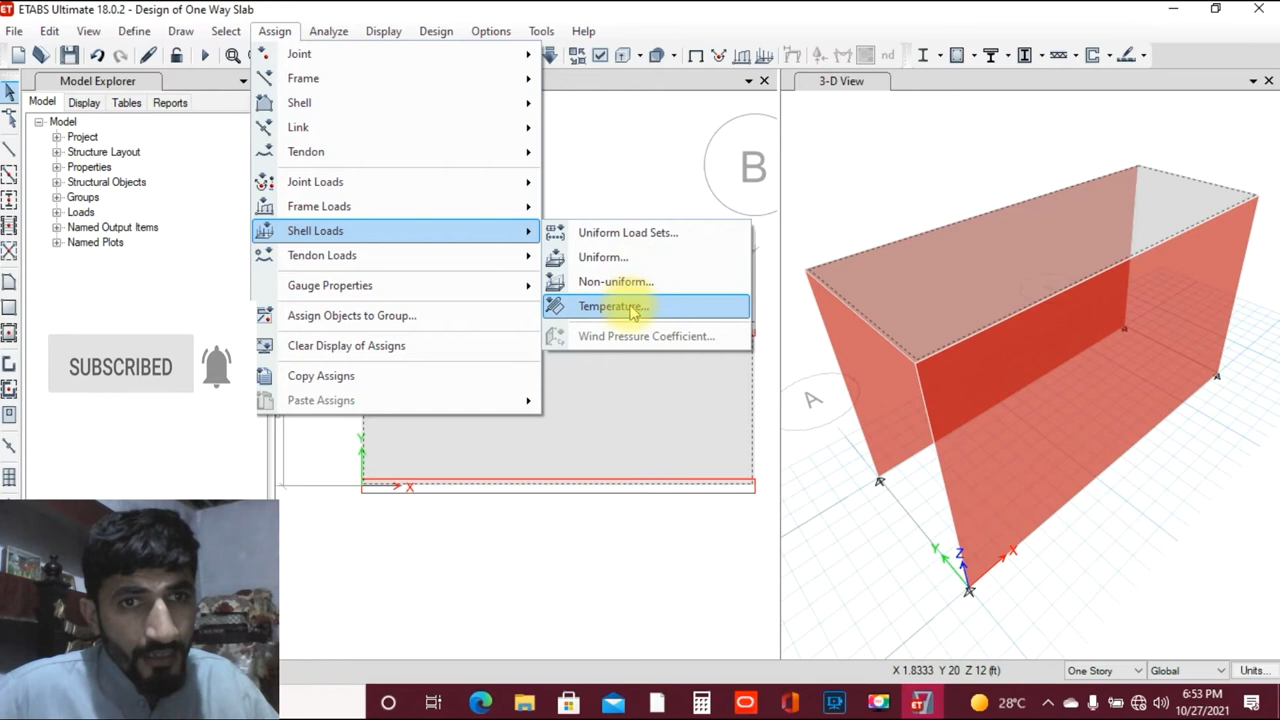 ETABS Ultimate 18.0.2 - Design of One Way Slab
File Edit View Define Draw Select Assign Analyze Display Design Options Tools Help
nd
Model Explorer
3-D View
Model Display Tables Reports
Model
Project
Structure Layout
Properties
Structural Objects
Groups
Loads
Named Output Items
Named Plots
Joint
Frame
Shell
Link
Tendon
Joint Loads
Frame Loads
Shell Loads
Tendon Loads
Gauge Properties
Assign Objects to Group...
Clear Display of Assigns
Copy Assigns
Paste Assigns
Uniform Load Sets...
Uniform...
Non-uniform...
Temperature...
Wind Pressure Coefficient...
B
SUBSCRIBED
Y
X
A
Y
Z
X
X 1.8333 Y 20 Z 12 (ft)
One Story
Global
Units...
28°C
6:53 PM
10/27/2021